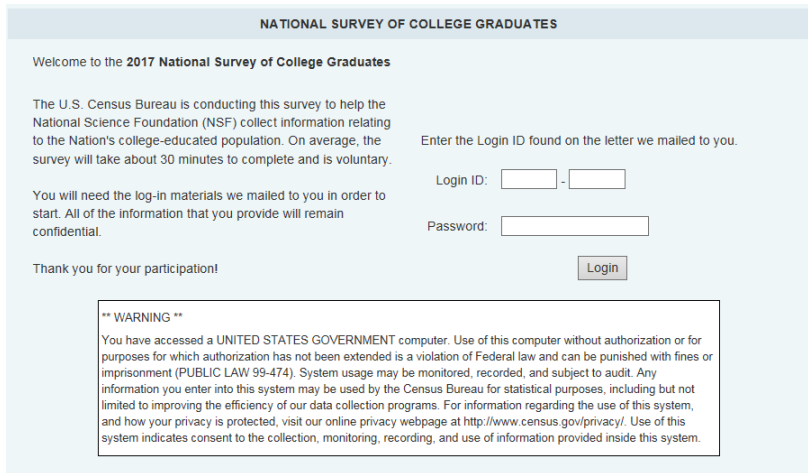 NATIONAL SURVEY OF COLLEGE GRADUATES
Welcome to the 2017 National Survey of College Graduates
The U.S. Census Bureau is conducting this survey to help the
National Science Foundation (NSF) collect information relating
to the Nation's college-educated population. On average, the
survey will take about 30 minutes to complete and is voluntary.
You will need the log-in materials we mailed to you in order to
start. All of the information that you provide will remain
confidential.
Thank you for your participation!
Enter the Login ID found on the letter we mailed to you.
Login ID: -
Password:
Login
** WARNING **
You have accessed a UNITED STATES GOVERNMENT computer. Use of this computer without authorization or for
purposes for which authorization has not been extended is a violation of Federal law and can be punished with fines or
imprisonment (PUBLIC LAW 99-474). System usage may be monitored, recorded, and subject to audit. Any
information you enter into this system may be used by the Census Bureau for statistical purposes, including but not
limited to improving the efficiency of our data collection programs. For information regarding the use of this system,
and how your privacy is protected, visit our online privacy webpage at http://www.census.gov/privacy/. Use of this
system indicates consent to the collection, monitoring, recording, and use of information provided inside this system.